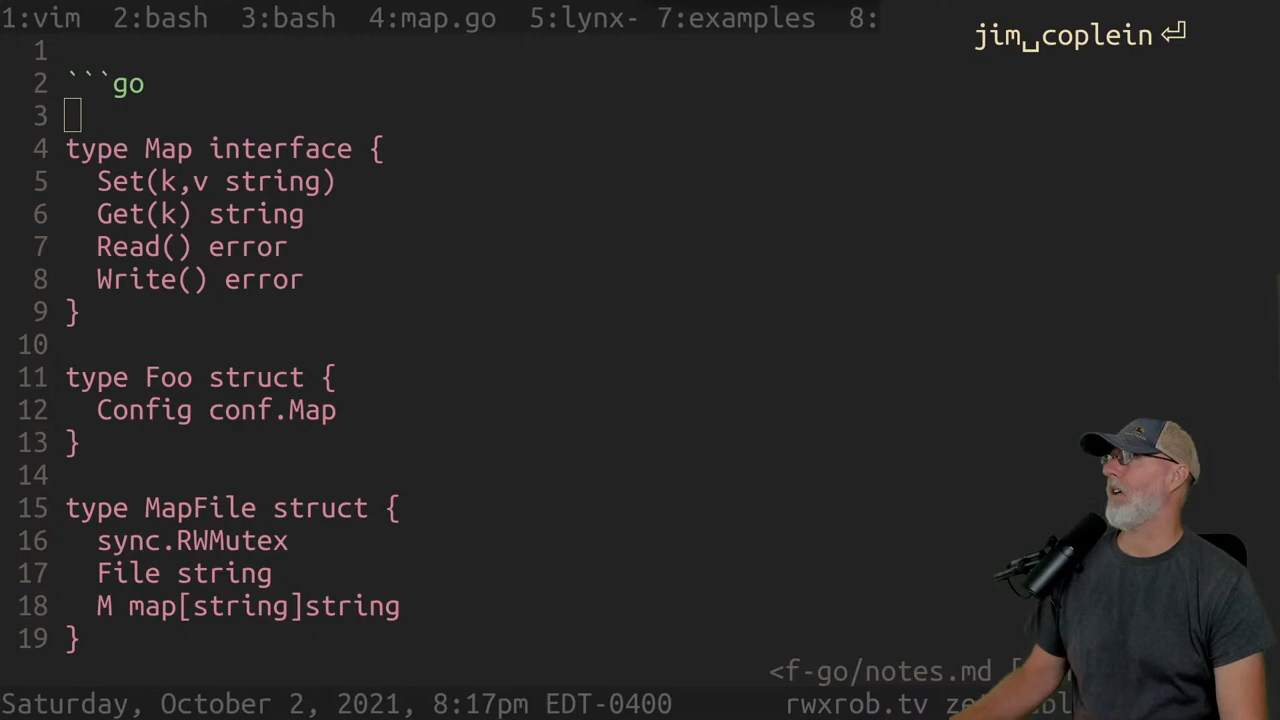 1:vim  2:bash  3:bash  4:map.go  5:lynx- 7:examples  8:
jim␣coplein⏎
1
2 ```go
3
4 type Map interface {
5   Set(k,v string)
6   Get(k) string
7   Read() error
8   Write() error
9 }
10
11 type Foo struct {
12   Config conf.Map
13 }
14
15 type MapFile struct {
16   sync.RWMutex
17   File string
18   M map[string]string
19 }
<f-go/notes.md [
Saturday, October 2, 2021, 8:17pm EDT-0400
rwxrob.tv